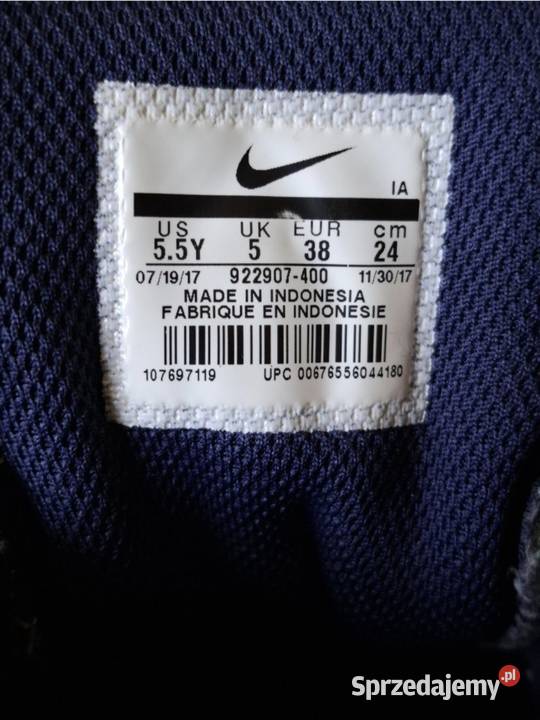 IA
US UK EUR cm
5.5Y 5 38 24
07/19/17 922907-400 11/30/17
MADE IN INDONESIA
FABRIQUE EN INDONESIE
107697119 UPC 00676556044180
Sprzedajemy.pl